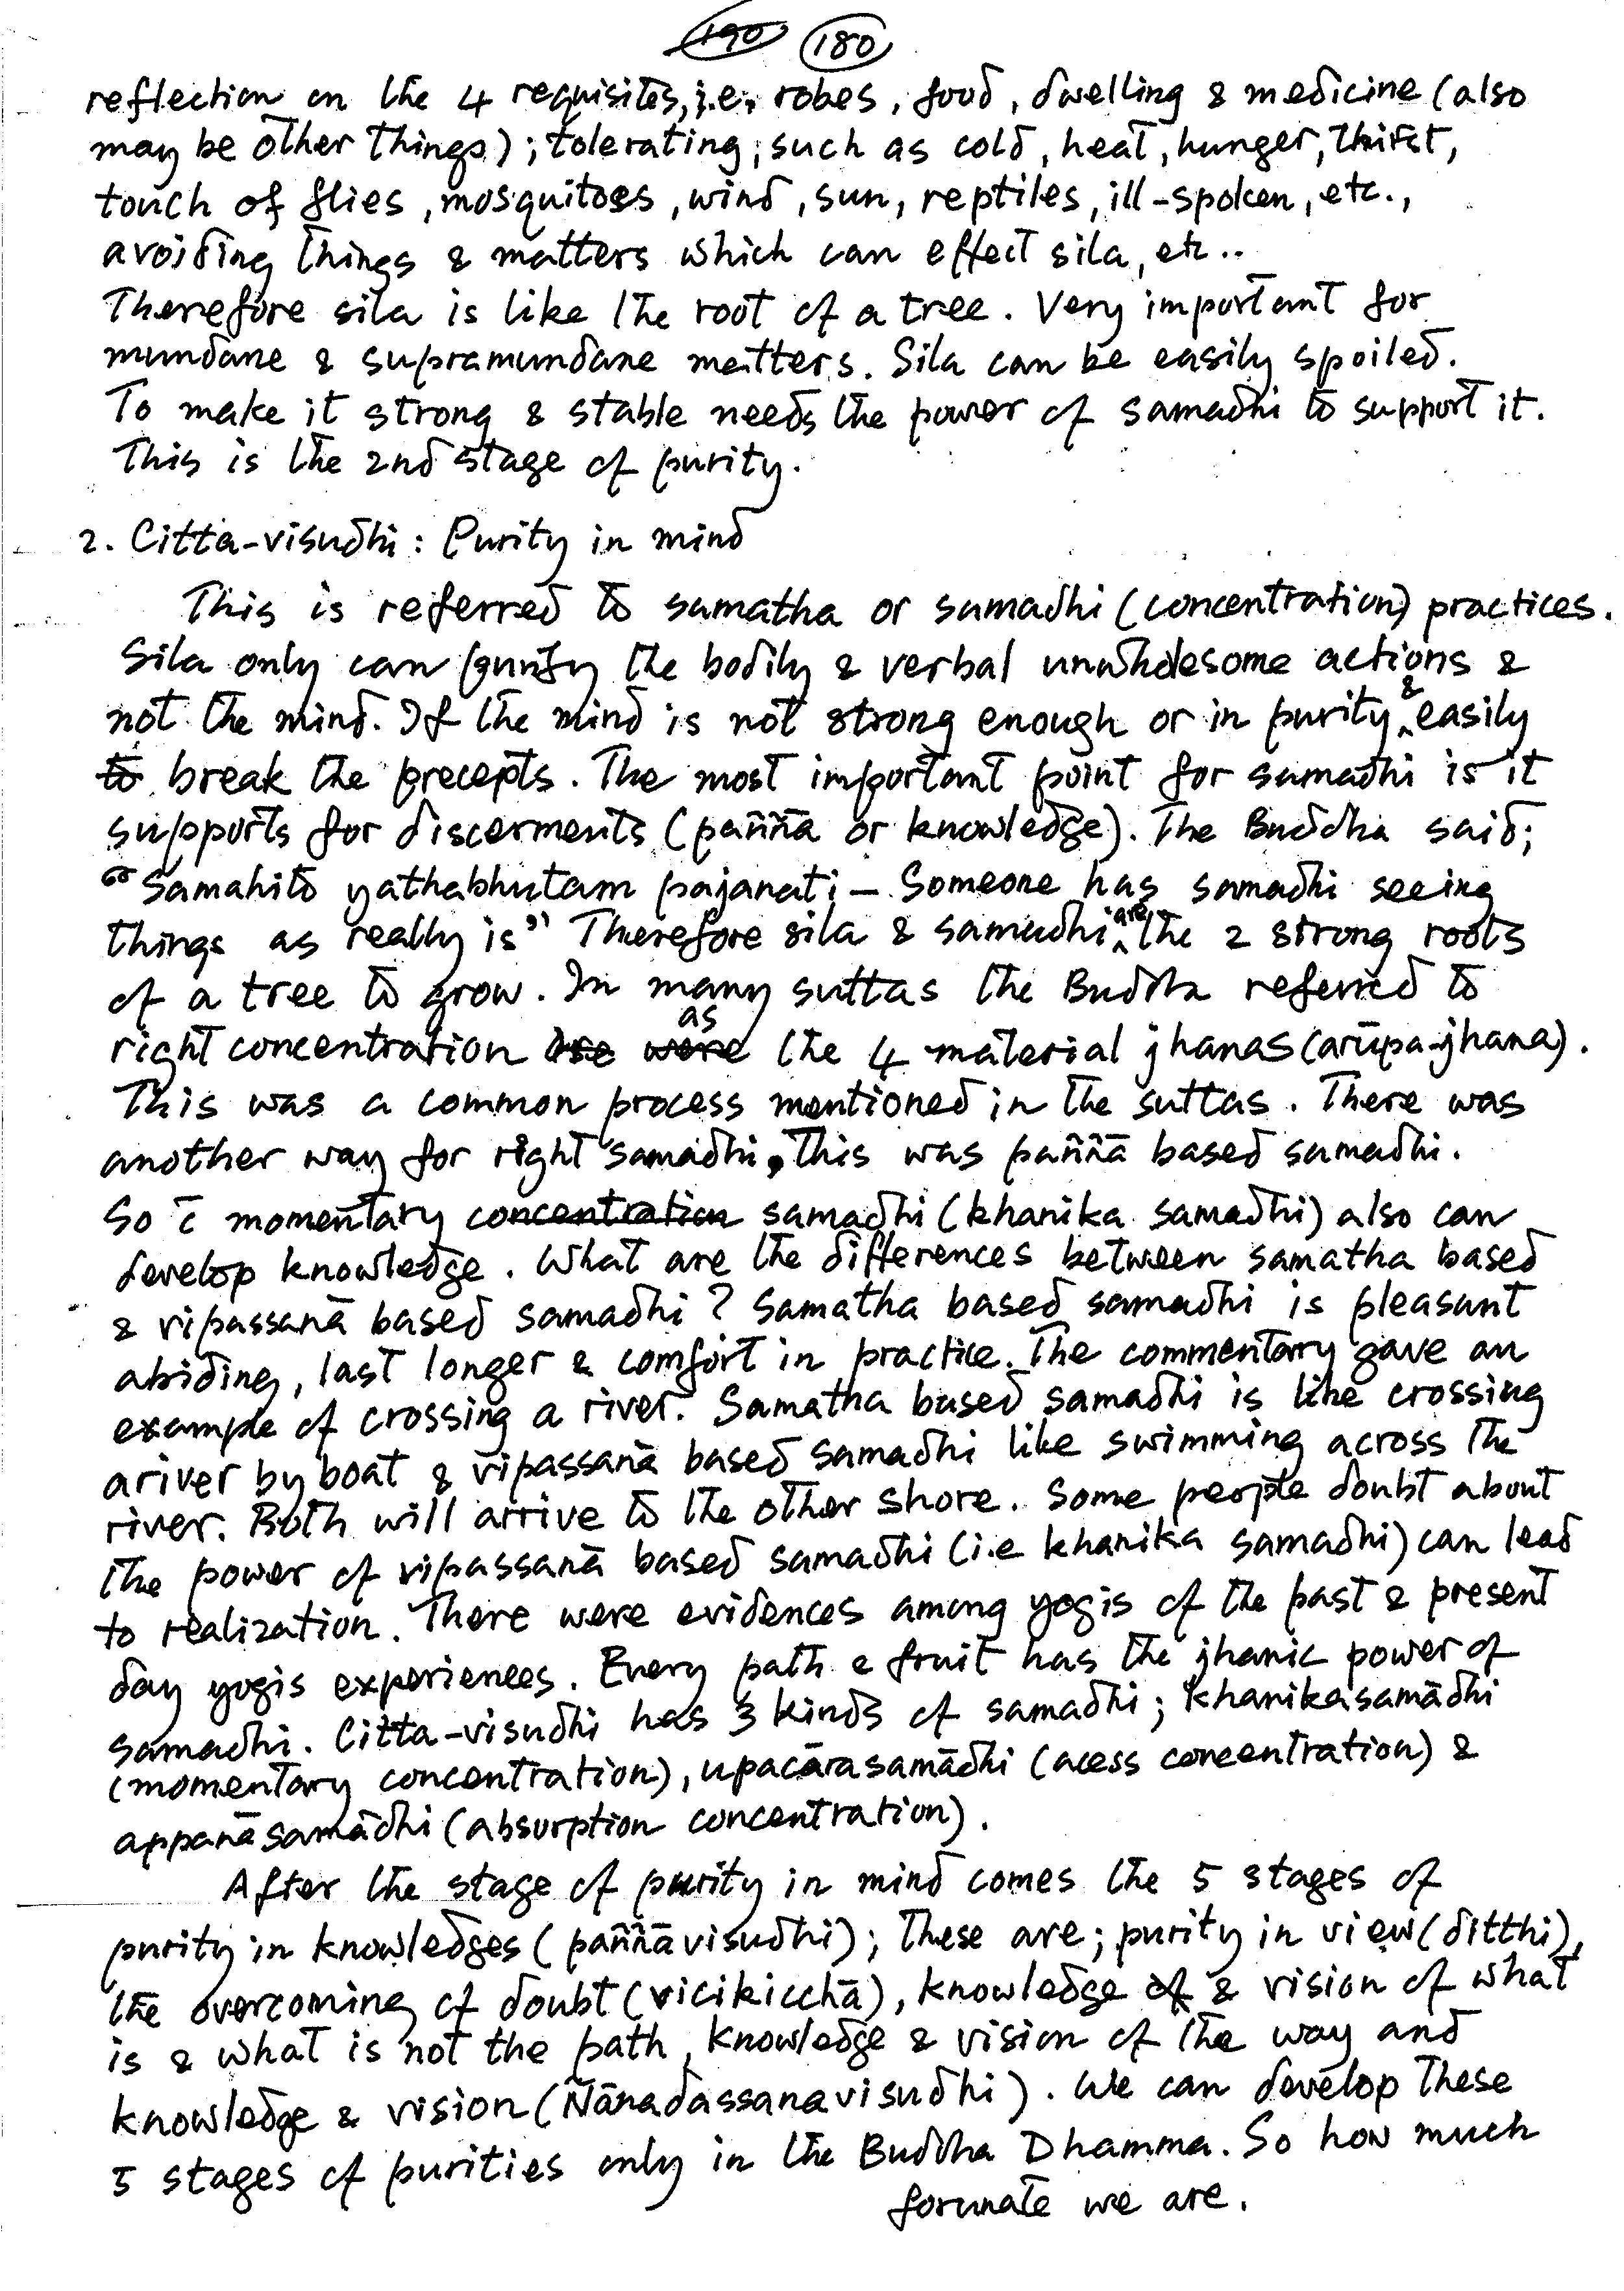 190 180
reflection on the 4 requisites, i.e, robes, food, dwelling & medicine (also
may be other things); tolerating, such as cold, heat, hunger, thirst,
touch of flies, mosquitoes, wind, sun, reptiles, ill-spoken, etc.,
avoiding things & matters which can effect sila, etc..
Therefore sila is like the root of a tree. Very important for
mundane & supramundane matters. Sila can be easily spoiled.
To make it strong & stable needs the power of samadhi to support it.
This is the 2nd stage of purity.
2. Citta-visudhi: Purity in mind
This is referred to samatha or samadhi (concentration) practices.
Sila only can purify the bodily & verbal unwholesome actions &
not the mind. If the mind is not strong enough or in purity & easily
to break the precepts. The most important point for samadhi is it
supports for discerments (paññā or knowledge). The Buddha said;
"Samahito yathabhutam pajanati – Someone has samadhi seeing
things as really is" Therefore sila & samadhi are the 2 strong roots
of a tree to grow. In many suttas the Buddha referred to
right concentration as were the 4 material jhanas (arūpa-jhana).
This was a common process mentioned in the suttas. There was
another way for right samadhi, This was paññā based samadhi.
So c̄ momentary concentration samadhi (khanika samadhi) also can
develop knowledge. What are the differences between samatha based
& vipassanā based samadhi? Samatha based samadhi is pleasant
abiding, last longer & comfort in practice. The commentary gave an
example of crossing a river. Samatha based samadhi is like crossing
a river by boat & vipassanā based samadhi like swimming across the
river. Both will arrive to the other shore. Some people doubt about
the power of vipassanā based samadhi (i.e khanika samadhi) can lead
to realization. There were evidences among yogis of the past & present
day yogis experiences. Every path & fruit has the jhanic power of
samadhi. Citta-visudhi has 3 kinds of samadhi; khanikasamādhi
(momentary concentration), upacārasamādhi (acess concentration) &
appanāsamādhi (absorption concentration).
After the stage of purity in mind comes the 5 stages of
purity in knowledges (paññāvisudhi); These are; purity in view (ditthi),
the overcoming of doubt (vicikicchā), knowledge of & vision of what
is & what is not the path, knowledge & vision of the way and
knowledge & vision (Ñānadassanavisudhi). We can develop these
5 stages of purities only in the Buddha Dhamma. So how much
forunate we are.